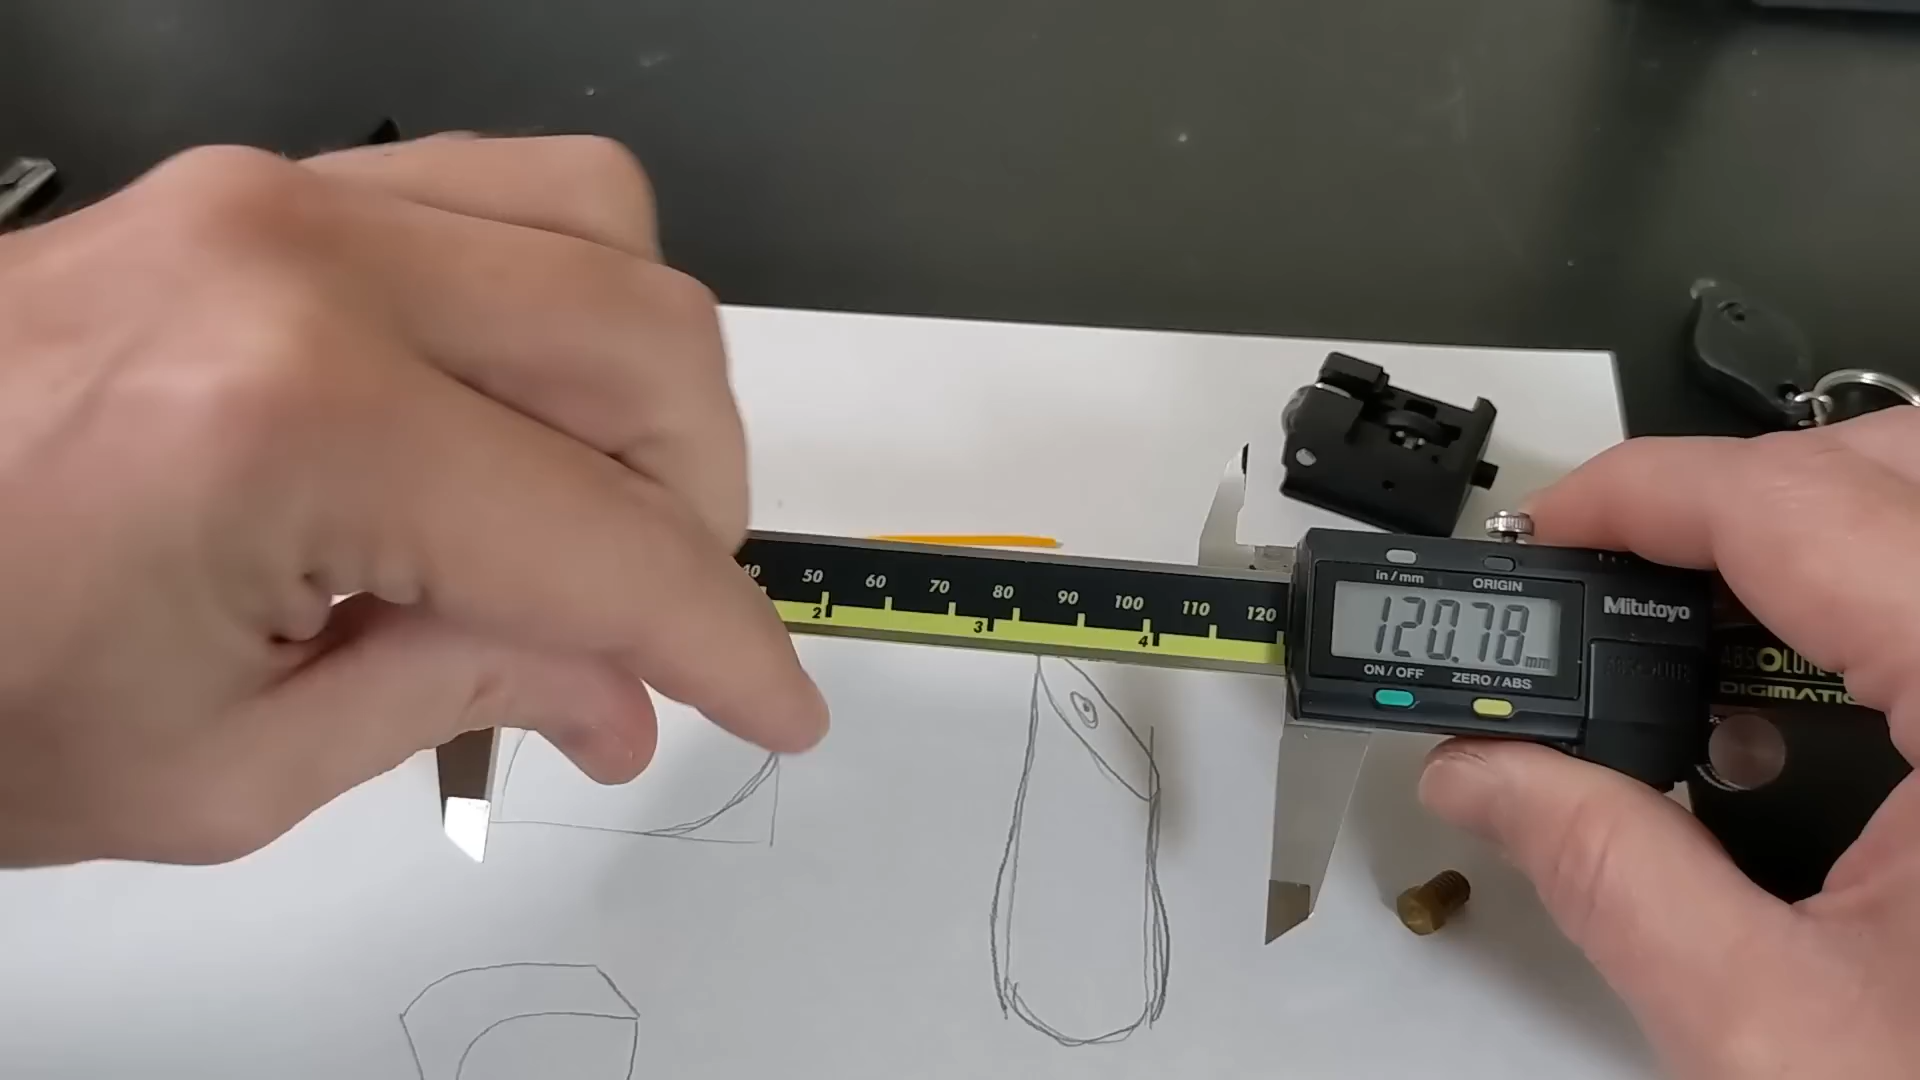 40 50 60 70 80 90 100 110 120
2 3 4
in/mm ORIGIN
Mitutoyo
120.78 mm
ON/OFF ZERO/ABS
ABSOLUTE
DIGIMATIC